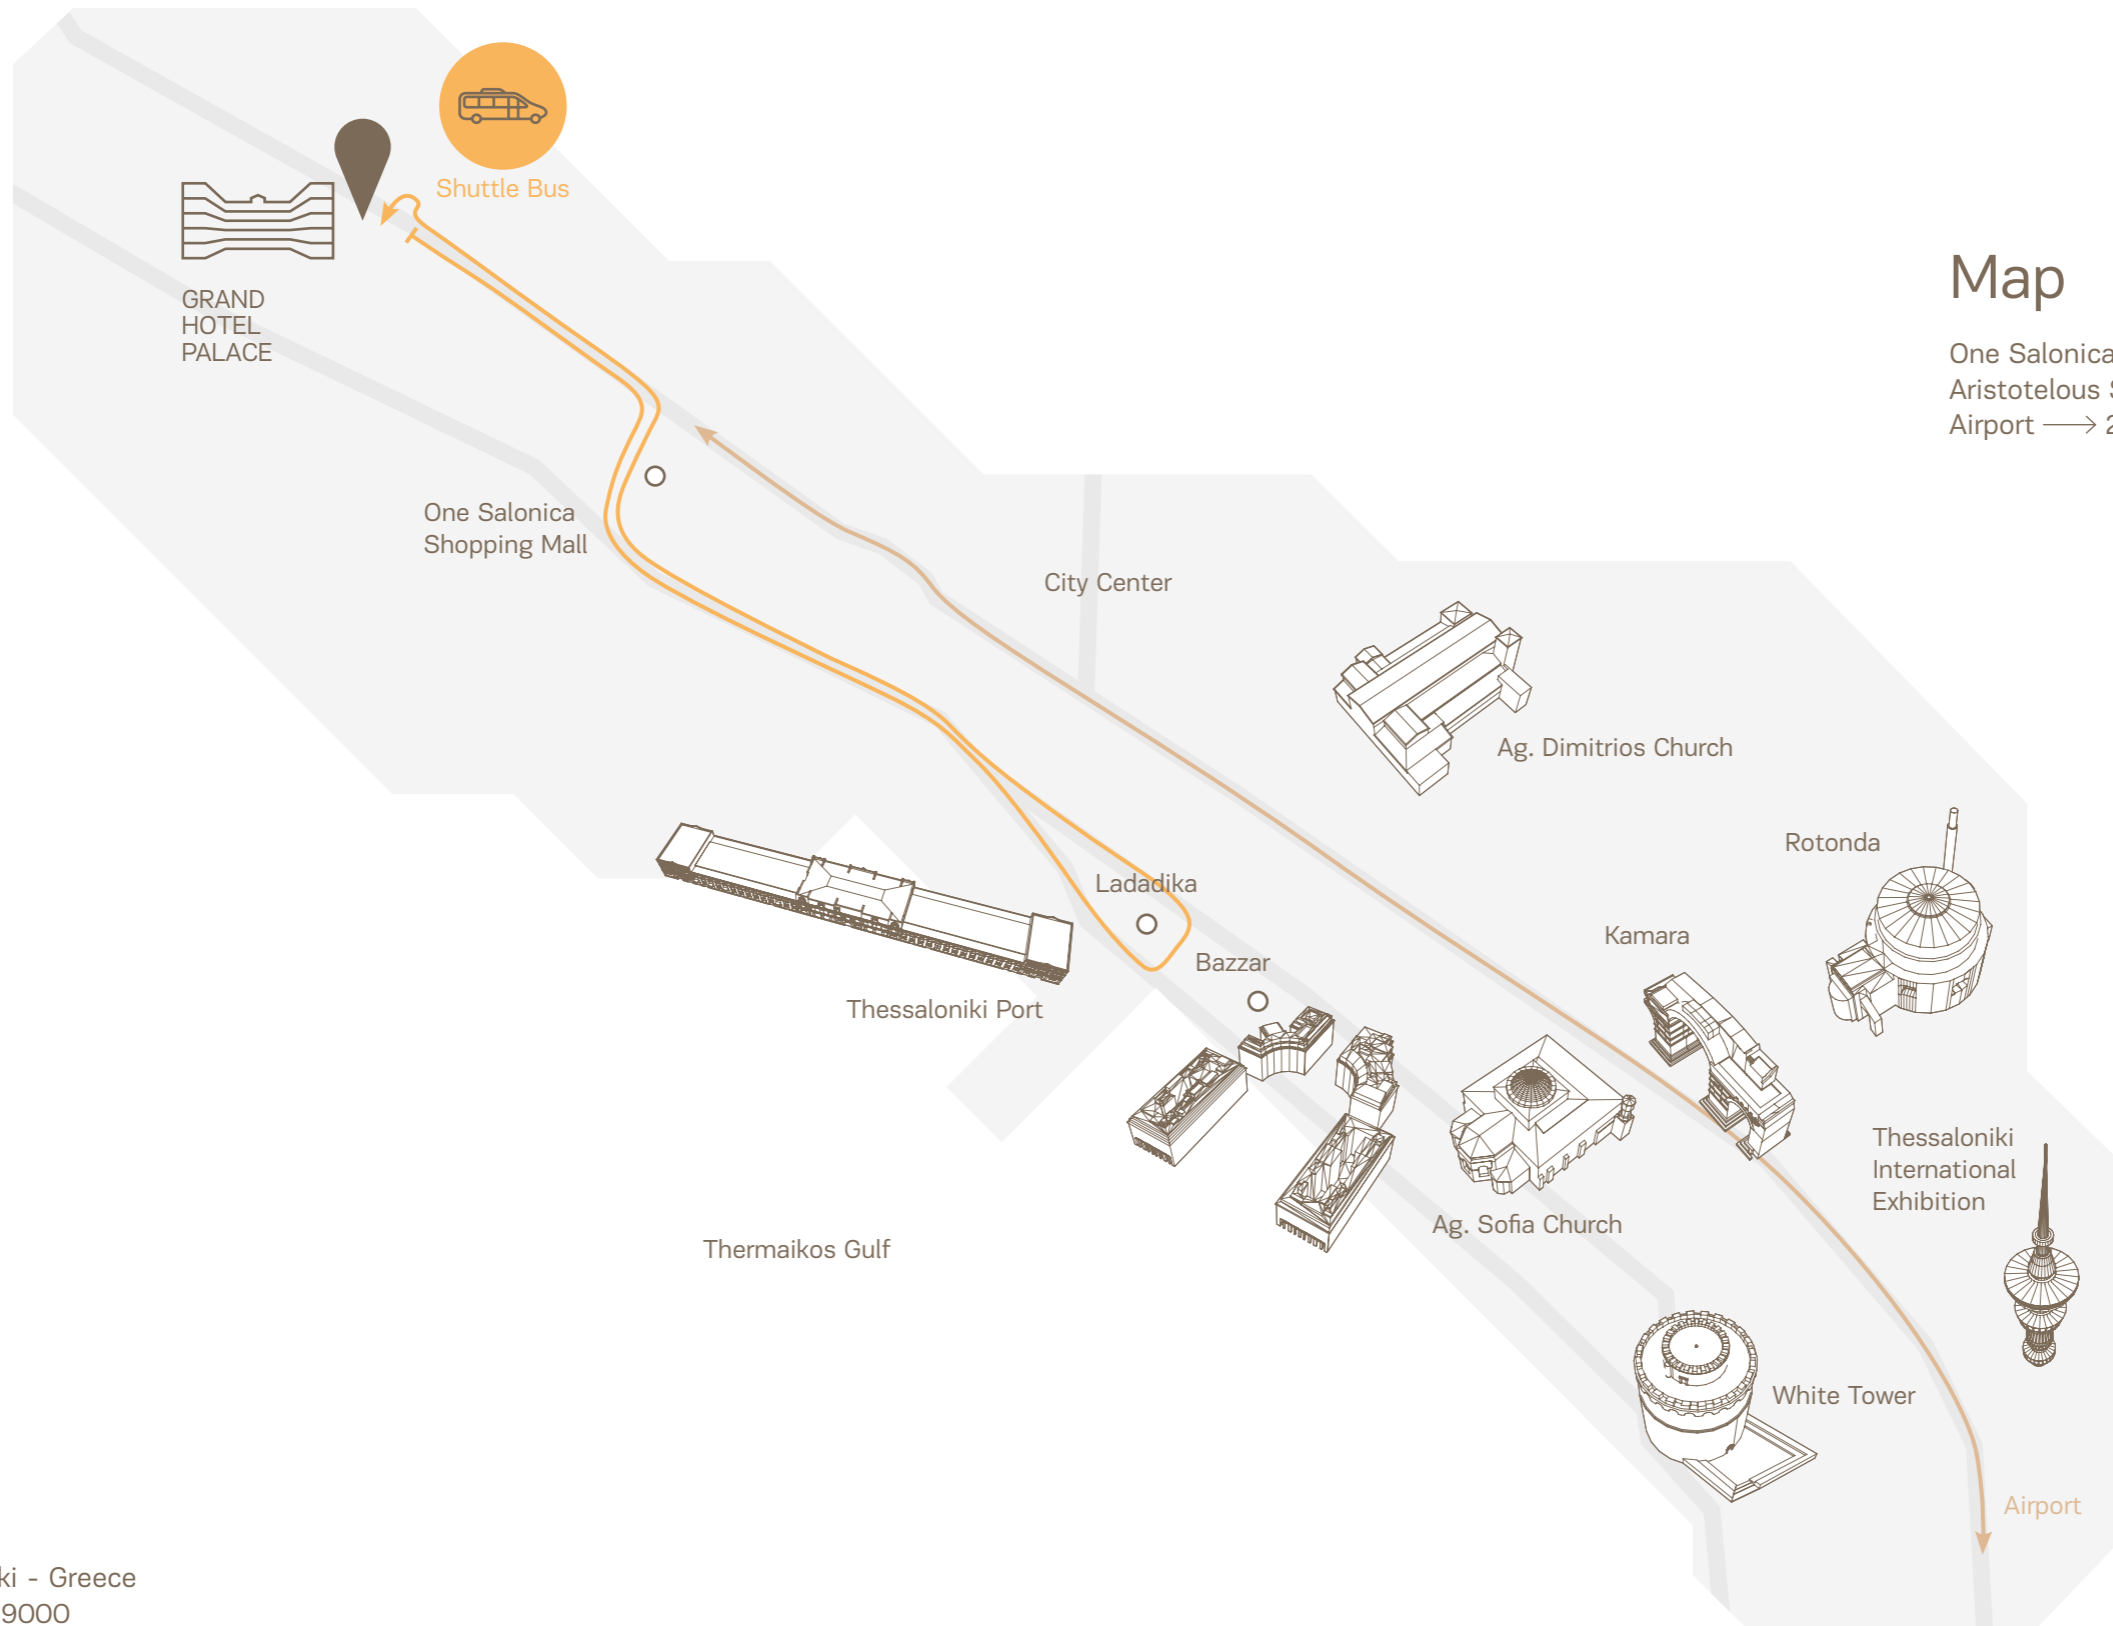 Shuttle Bus
GRAND
HOTEL
PALACE
Map
One Salonica
Aristotelous
Airport
One Salonica
Shopping Mall
City Center
Ag. Dimitrios Church
Rotonda
Ladadika
Kamara
Bazzar
Thessaloniki Port
Thessaloniki
International
Exhibition
Ag. Sofia Church
Thermaikos Gulf
White Tower
Airport
- Greece
9000